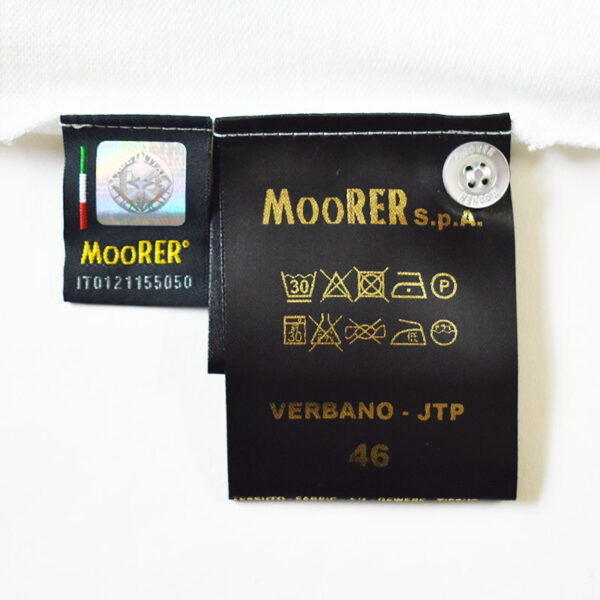 MooRER®
IT0121155050
MooRER S.p.A.
30
P
30
VERBANO - JTP
46